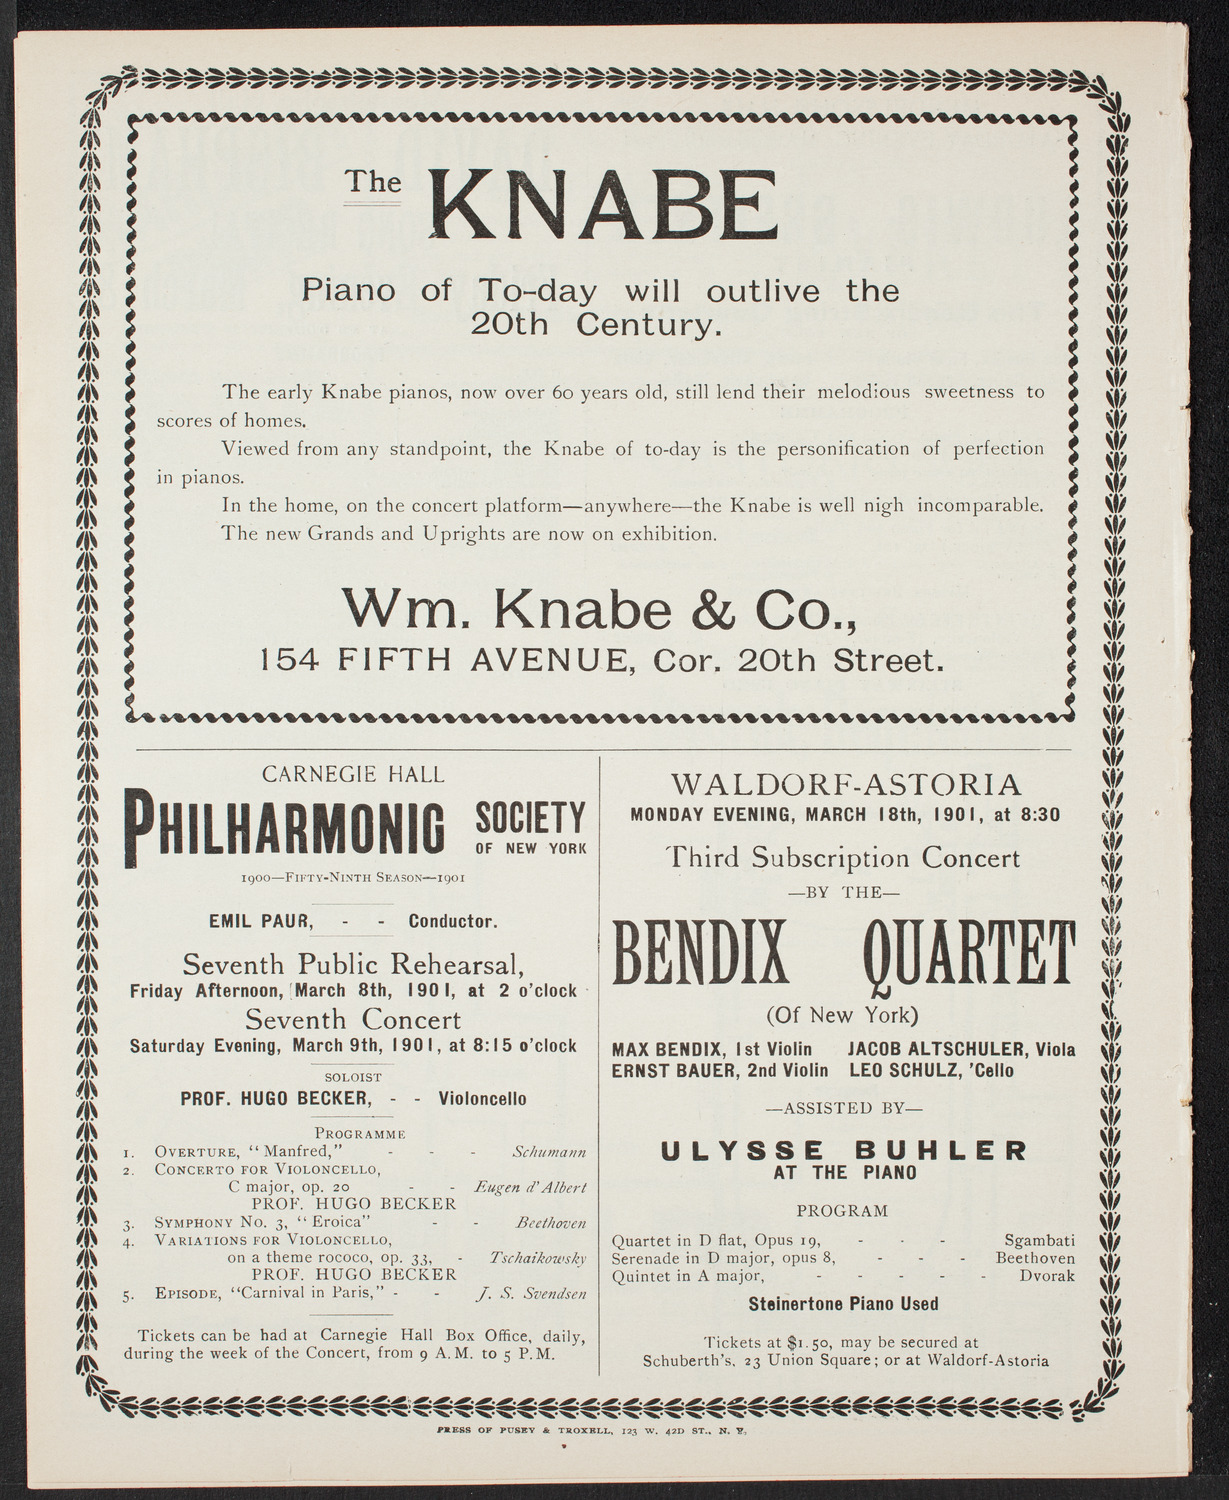 The KNABE
Piano of To-day will outlive the
20th Century.
The early Knabe pianos, now over 60 years old, still lend their melodious sweetness to
scores of homes.
Viewed from any standpoint, the Knabe of to-day is the personification of perfection
in pianos.
In the home, on the concert platform—anywhere—the Knabe is well nigh incomparable.
The new Grands and Uprights are now on exhibition.
Wm. Knabe & Co.,
154 FIFTH AVENUE, Cor. 20th Street.
CARNEGIE HALL
PHILHARMONIC SOCIETY
OF NEW YORK
1900—FIFTY-NINTH SEASON—1901
EMIL PAUR, - - Conductor.
Seventh Public Rehearsal,
Friday Afternoon, March 8th, 1901, at 2 o'clock
Seventh Concert
Saturday Evening, March 9th, 1901, at 8:15 o'clock
SOLOIST
PROF. HUGO BECKER, - - Violoncello
PROGRAMME
1. OVERTURE, "Manfred," - - - Schumann
2. CONCERTO FOR VIOLONCELLO,
C major, op. 20 - - Eugen d'Albert
PROF. HUGO BECKER
3. SYMPHONY No. 3, "Eroica" - - Beethoven
4. VARIATIONS FOR VIOLONCELLO,
on a theme rococo, op. 33, - Tschaikowsky
PROF. HUGO BECKER
5. EPISODE, "Carnival in Paris," - - J. S. Svendsen
Tickets can be had at Carnegie Hall Box Office, daily,
during the week of the Concert, from 9 A.M. to 5 P.M.
WALDORF-ASTORIA
MONDAY EVENING, MARCH 18th, 1901, at 8:30
Third Subscription Concert
—BY THE—
BENDIX QUARTET
(Of New York)
MAX BENDIX, 1st Violin JACOB ALTSCHULER, Viola
ERNST BAUER, 2nd Violin LEO SCHULZ, 'Cello
—ASSISTED BY—
ULYSSE BUHLER
AT THE PIANO
PROGRAM
Quartet in D flat, Opus 19, - - - Sgambati
Serenade in D major, opus 8, - - - Beethoven
Quintet in A major, - - - - - Dvorak
Steinertone Piano Used
Tickets at $1.50, may be secured at
Schuberth's, 23 Union Square; or at Waldorf-Astoria
PRESS OF PUSEY & TROXELL, 123 W. 42D ST., N. Y.